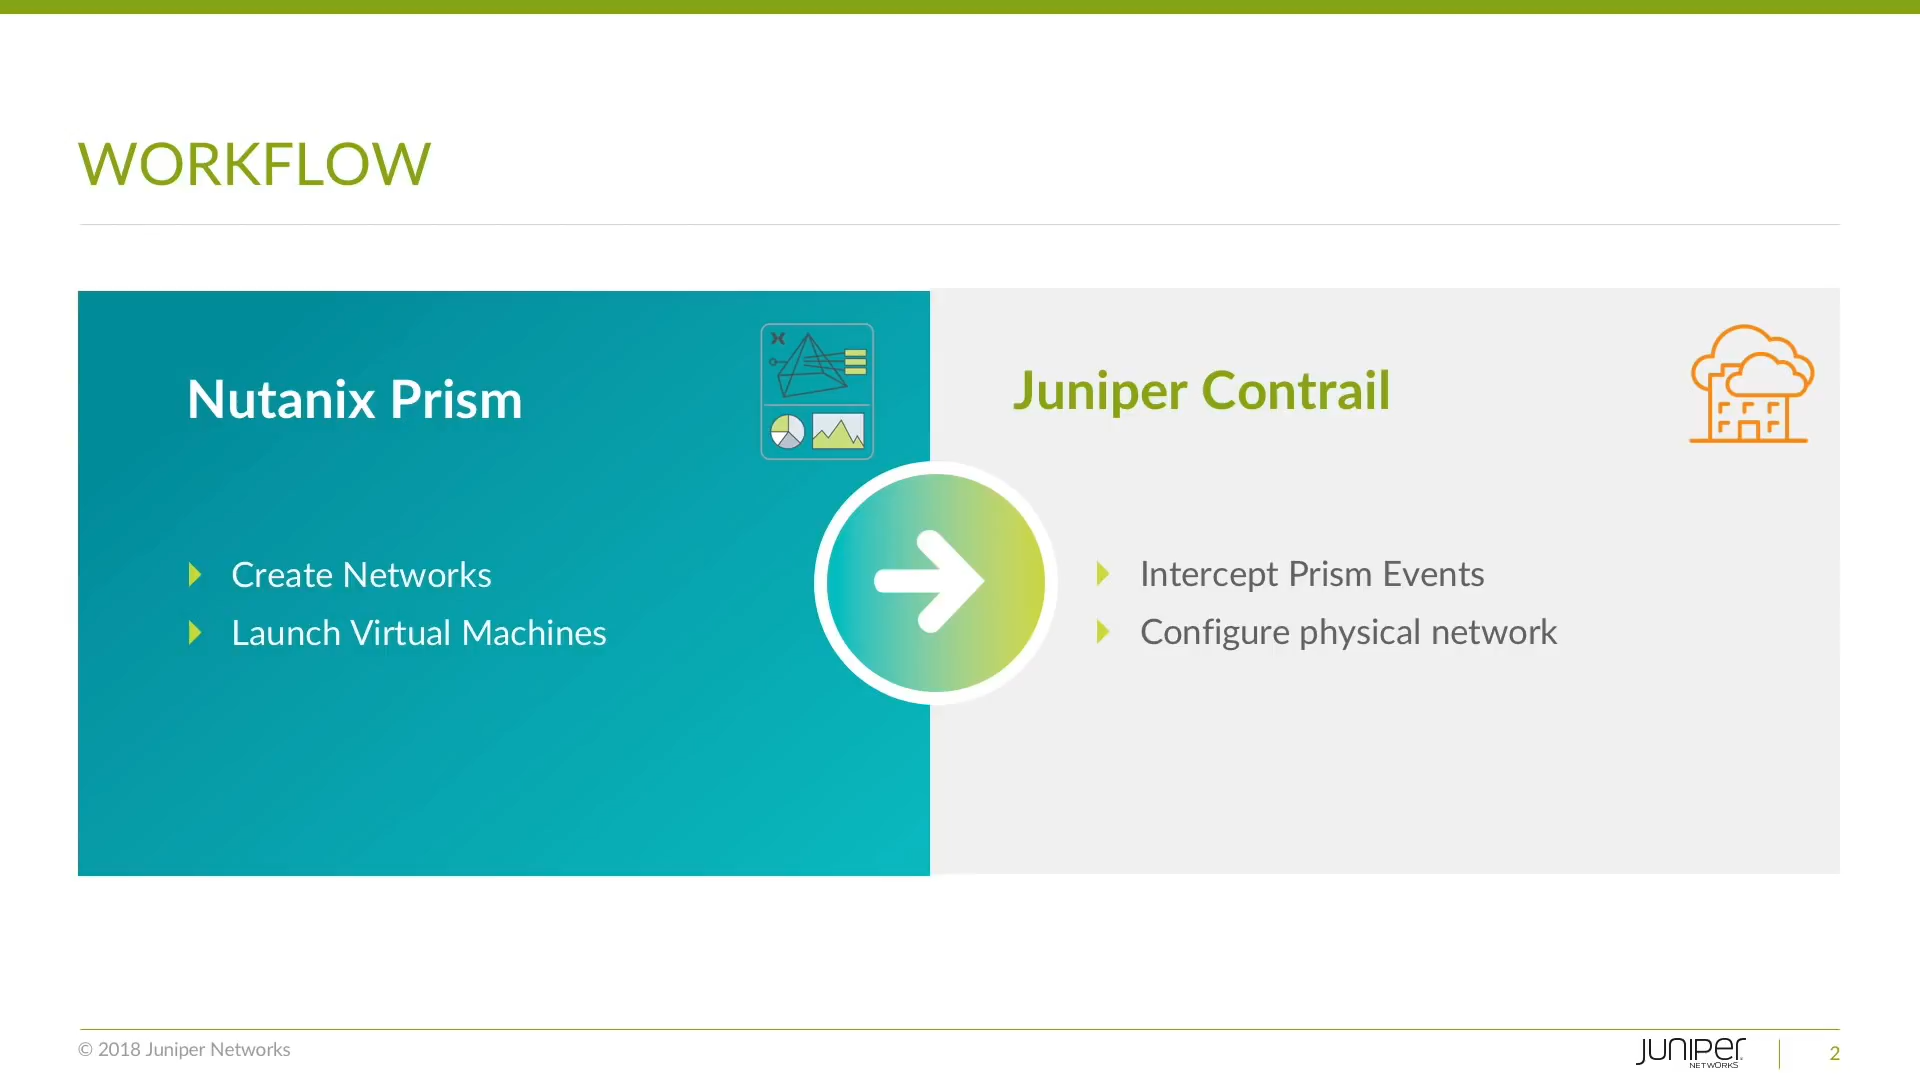 WORKFLOW
Nutanix Prism
Create Networks
Launch Virtual Machines
Juniper Contrail
Intercept Prism Events
Configure physical network
© 2018 Juniper Networks
Juniper
NETWORKS
2